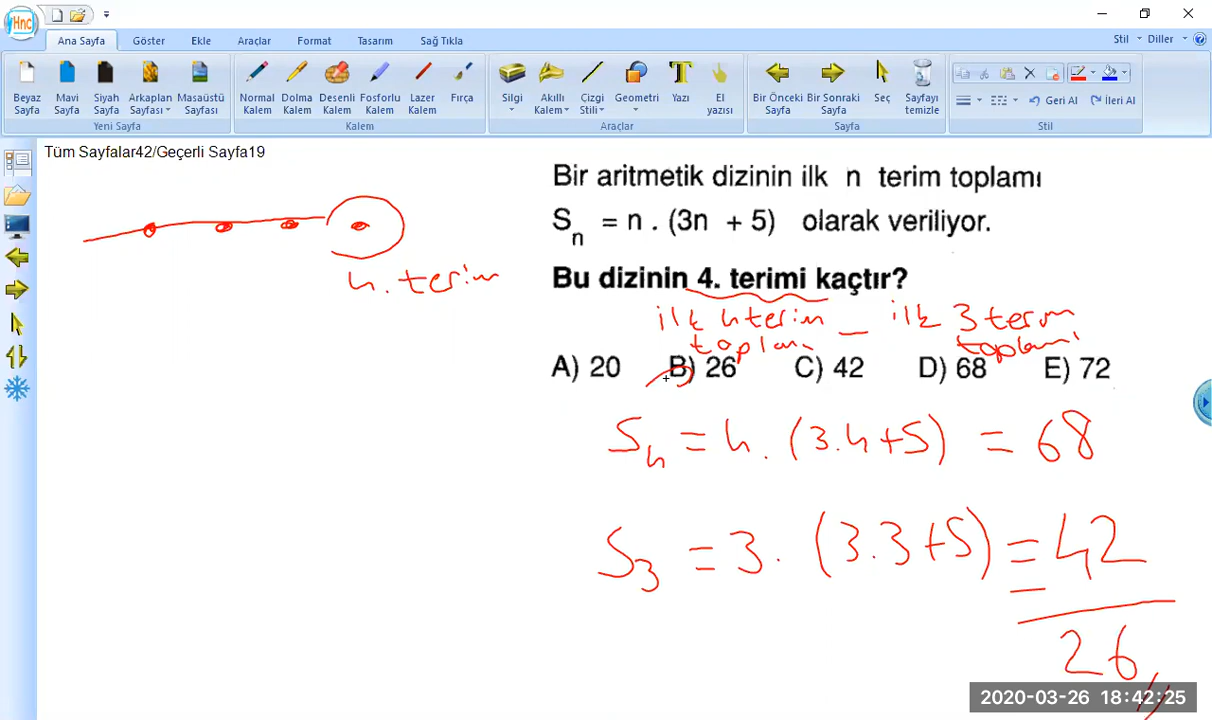 Hnc
Ana Sayfa Göster Ekle Araçlar Format Tasarım Sağ Tıkla Stil Diller
Beyaz Sayfa Mavi Sayfa Siyah Sayfa Arkaplan Sayfası Masaüstü Sayfası
Yeni Sayfa
Normal Kalem Dolma Kalem Desenli Kalem Fosforlu Kalem Lazer Kalem Fırça
Kalem
Silgi Akıllı Kalem Çizgi Stili Geometri Yazı El yazısı
Araçlar
Bir Önceki Sayfa Bir Sonraki Sayfa Seç Sayfayı temizle
Sayfa
Geri Al İleri Al
Stil
Tüm Sayfalar42/Geçerli Sayfa19
4. terim
Bir aritmetik dizinin ilk n terim toplamı
Sn = n . (3n + 5) olarak veriliyor.
Bu dizinin 4. terimi kaçtır?
ilk 4 terim toplamı – ilk 3 terim toplamı
A) 20 B) 26 C) 42 D) 68 E) 72
S4 = 4. (3.4+5) = 68
S3 = 3. (3.3+5) = 42
26
2020-03-26 18:42:25